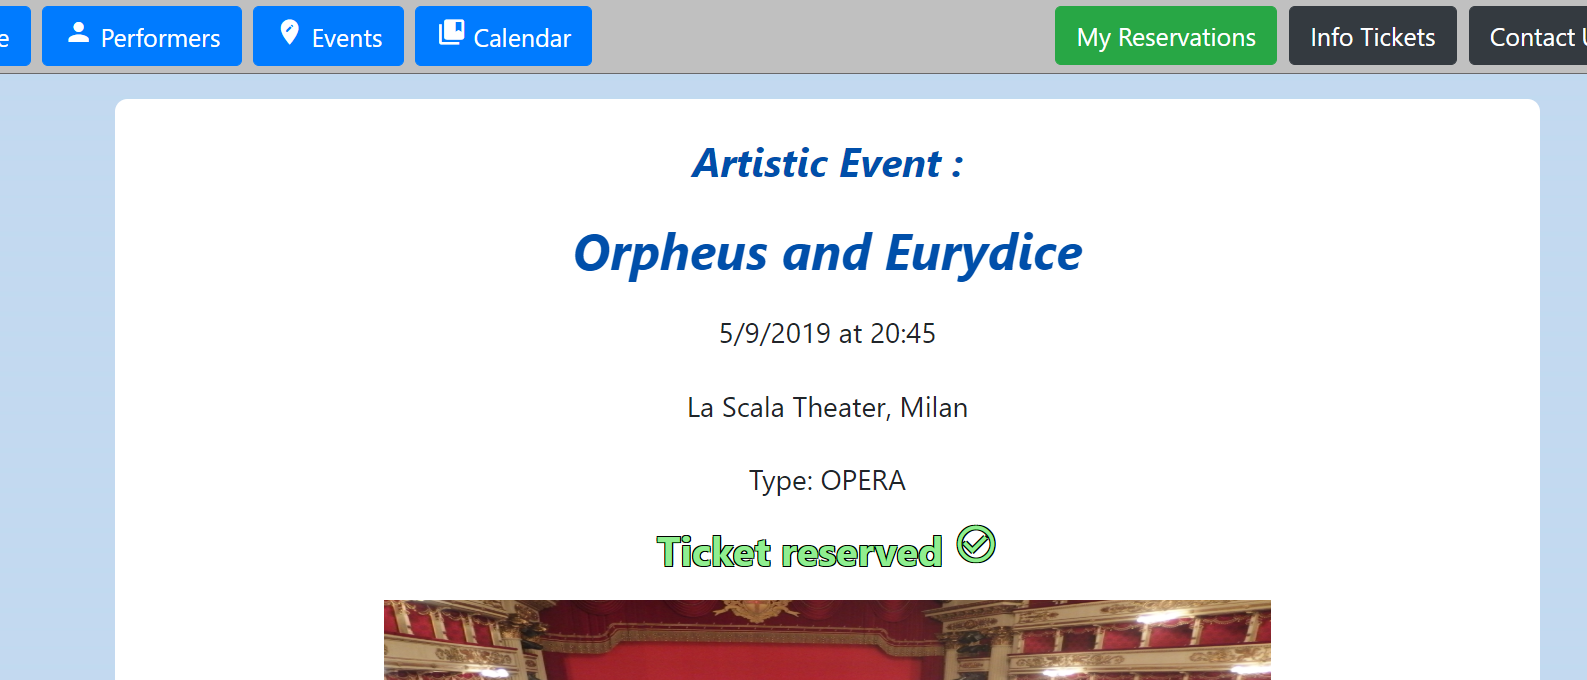 e Performers Events Calendar My Reservations Info Tickets Contact
Artistic Event :
Orpheus and Eurydice
5/9/2019 at 20:45
La Scala Theater, Milan
Type: OPERA
Ticket reserved